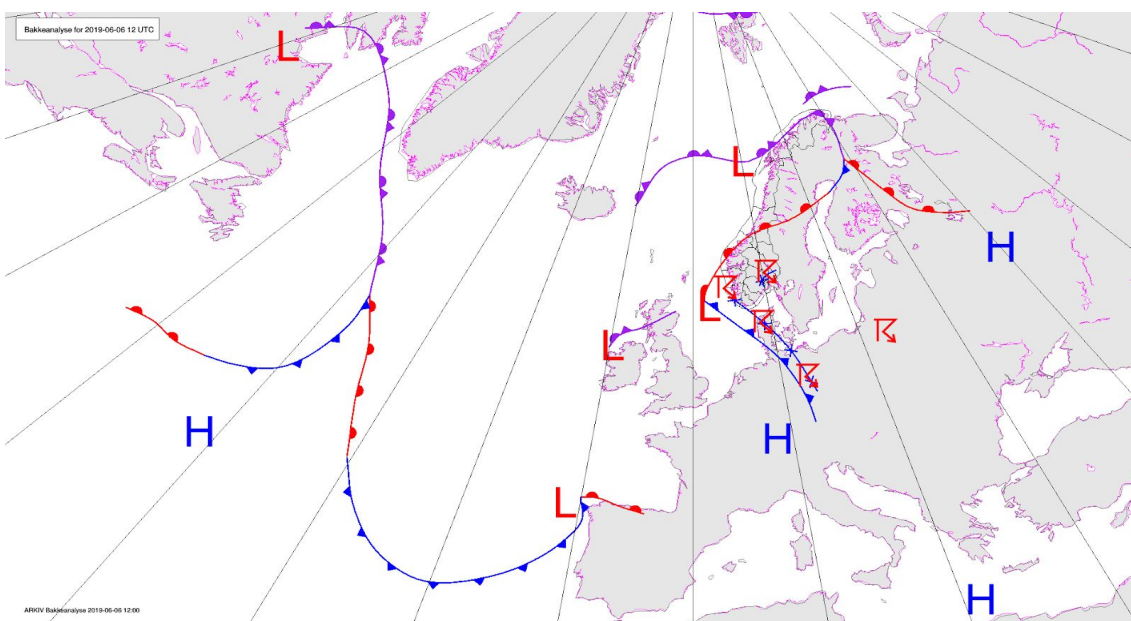 Bakkeanalyse for 2019-06-06 12 UTC
L
L
H
L
L
H
L
H
L
H
ARKIV Bakkeanalyse 2019-06-06 12:00